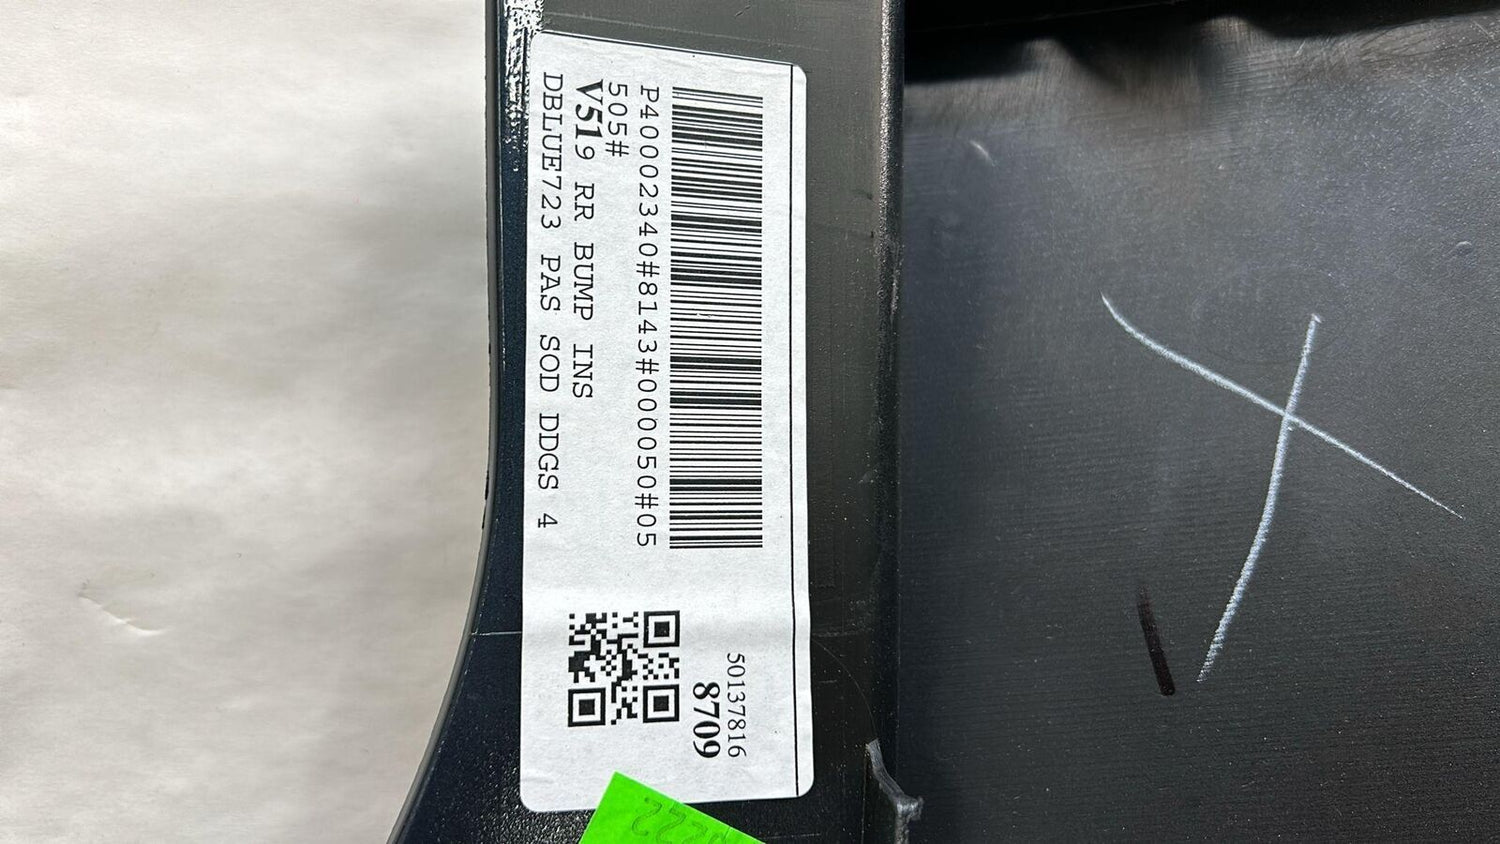 P40002340#8143#000050#05
505#
V519 RR BUMP INS
DBLUE723 PAS SOD DDGS 4
50137816
8709